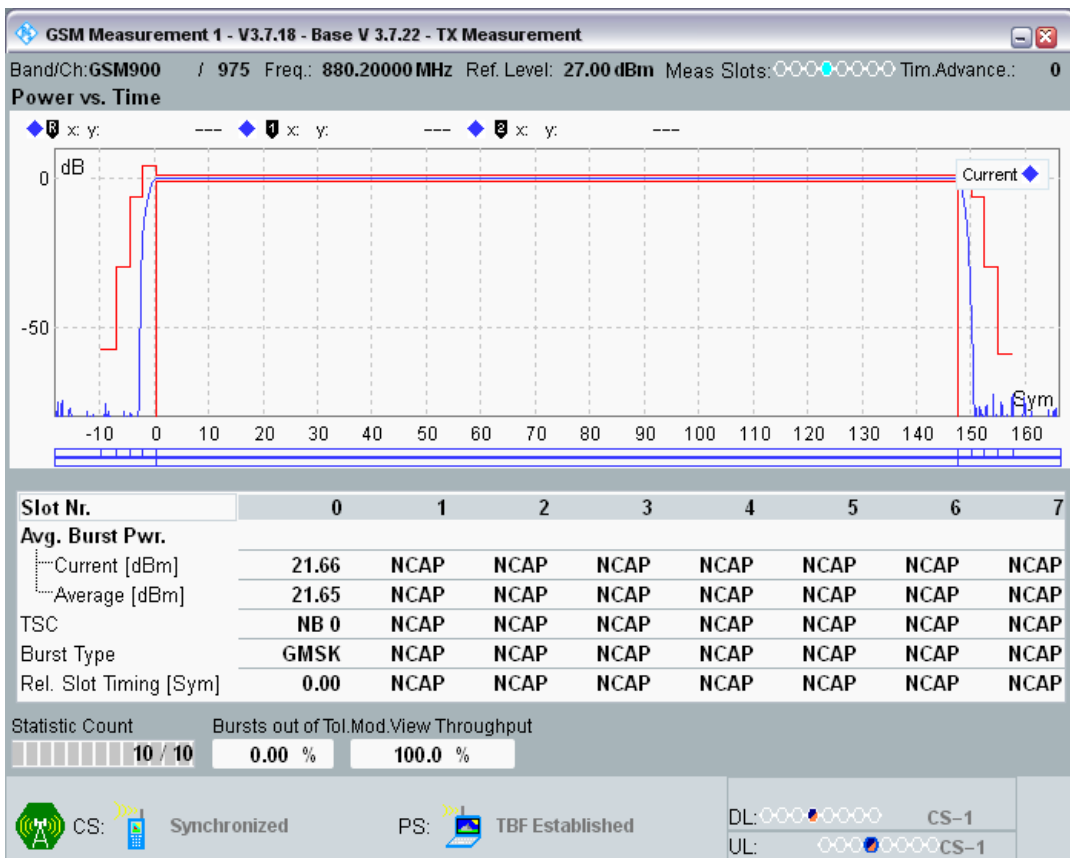 GSM Measurement 1 - V3.7.18 - Base V 3.7.22 - TX Measurement
Band/Ch:GSM900 / 975 Freq.: 880.20000 MHz Ref. Level: 27.00 dBm Meas Slots: Tim.Advance.: 0
Power vs. Time
R x: y: --- 1 x: y: --- 2 x: y: ---
dB
Current
0
-50
Sym
-10 0 10 20 30 40 50 60 70 80 90 100 110 120 130 140 150 160
Slot Nr. 0 1 2 3 4 5 6 7
Avg. Burst Pwr.
Current [dBm] 21.66 NCAP NCAP NCAP NCAP NCAP NCAP NCAP
Average [dBm] 21.65 NCAP NCAP NCAP NCAP NCAP NCAP NCAP
TSC NB 0 NCAP NCAP NCAP NCAP NCAP NCAP NCAP
Burst Type GMSK NCAP NCAP NCAP NCAP NCAP NCAP NCAP
Rel. Slot Timing [Sym] 0.00 NCAP NCAP NCAP NCAP NCAP NCAP NCAP
Statistic Count Bursts out of Tol. Mod.View Throughput
10 / 10 0.00 % 100.0 %
CS: Synchronized PS: TBF Established
DL: CS-1
UL: CS-1